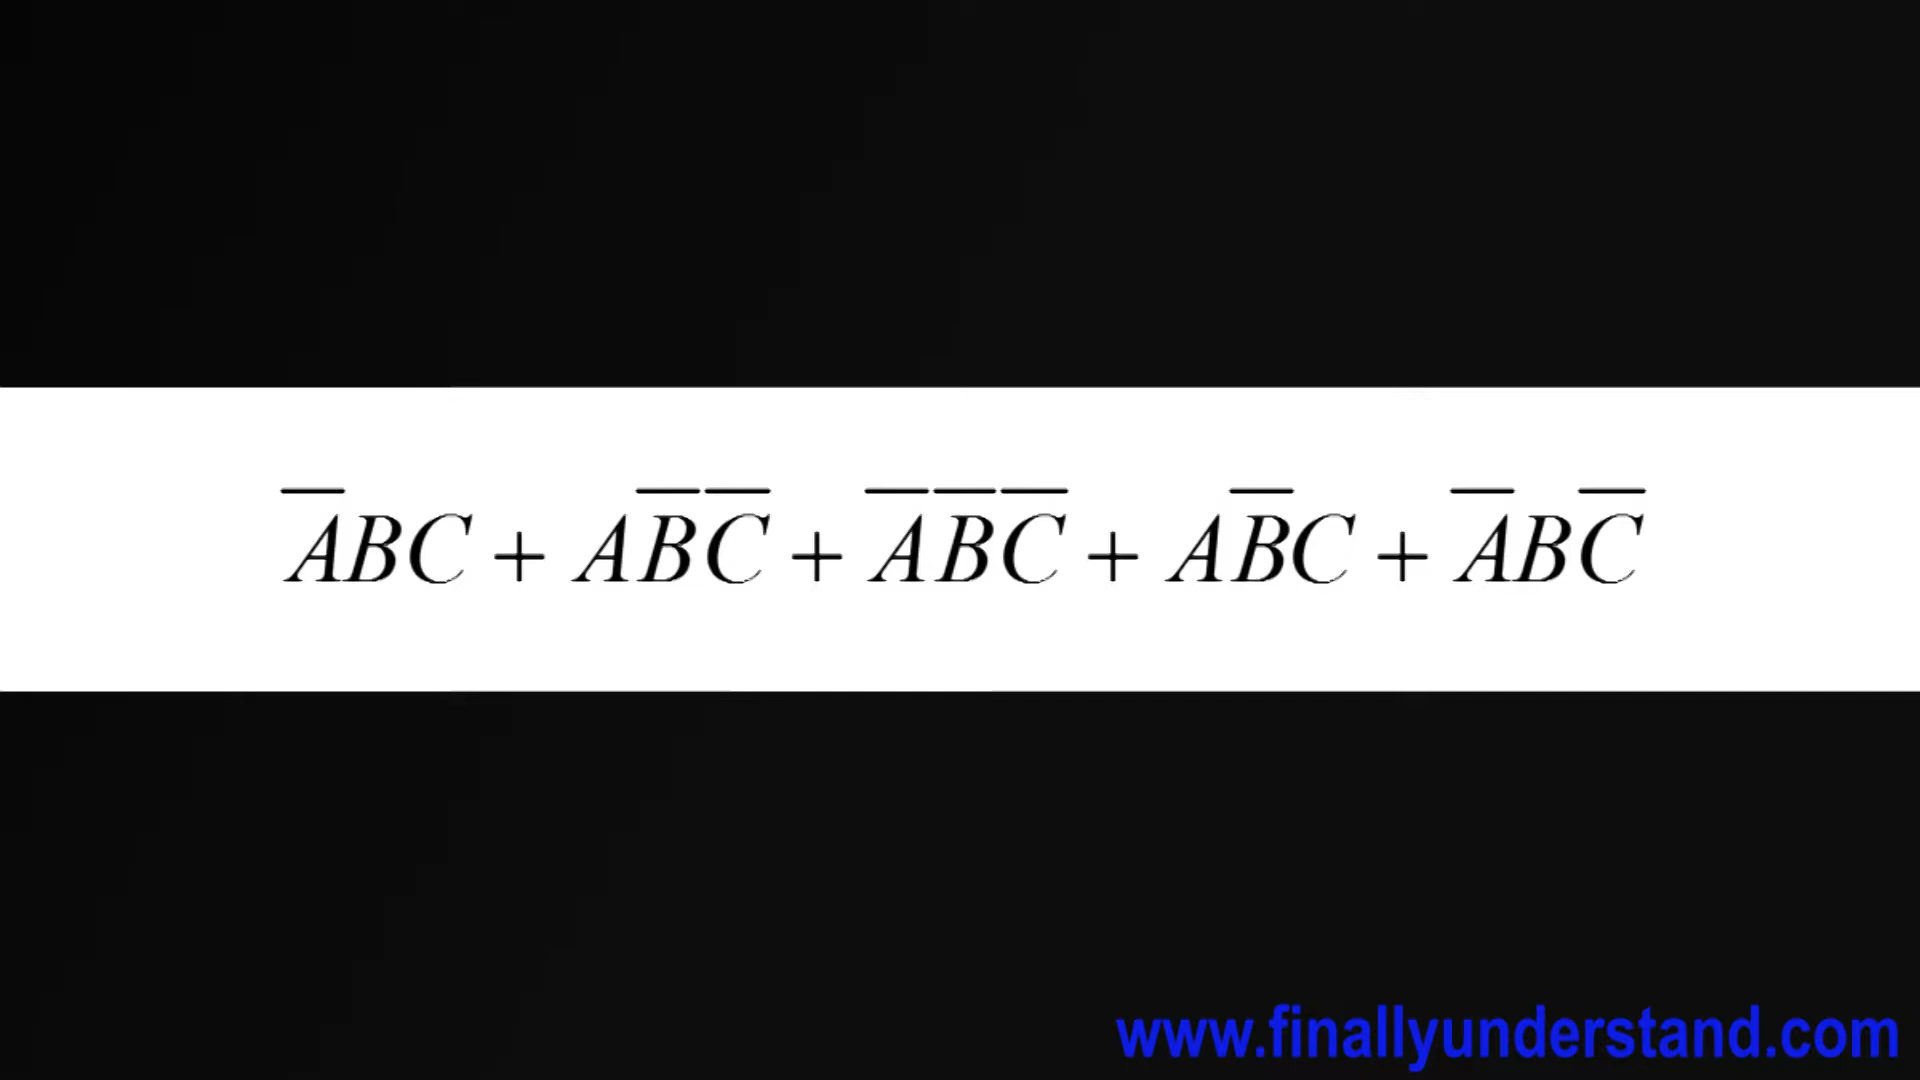 A̅BC + AB̅C̅ + A̅B̅C̅ + AB̅C + A̅BC̅
www.finallyunderstand.com